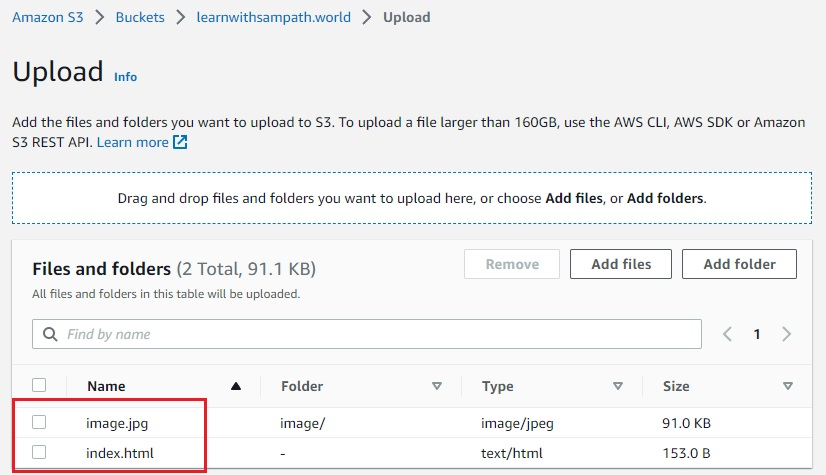 Amazon S3 > Buckets > learnwithsampath.world > Upload
Upload Info
Add the files and folders you want to upload to S3. To upload a file larger than 160GB, use the AWS CLI, AWS SDK or Amazon
S3 REST API. Learn more
Drag and drop files and folders you want to upload here, or choose Add files, or Add folders.
Files and folders (2 Total, 91.1 KB) Remove Add files Add folder
All files and folders in this table will be uploaded.
Find by name < 1 >
Name Folder Type Size
image.jpg image/ image/jpeg 91.0 KB
index.html - text/html 153.0 B